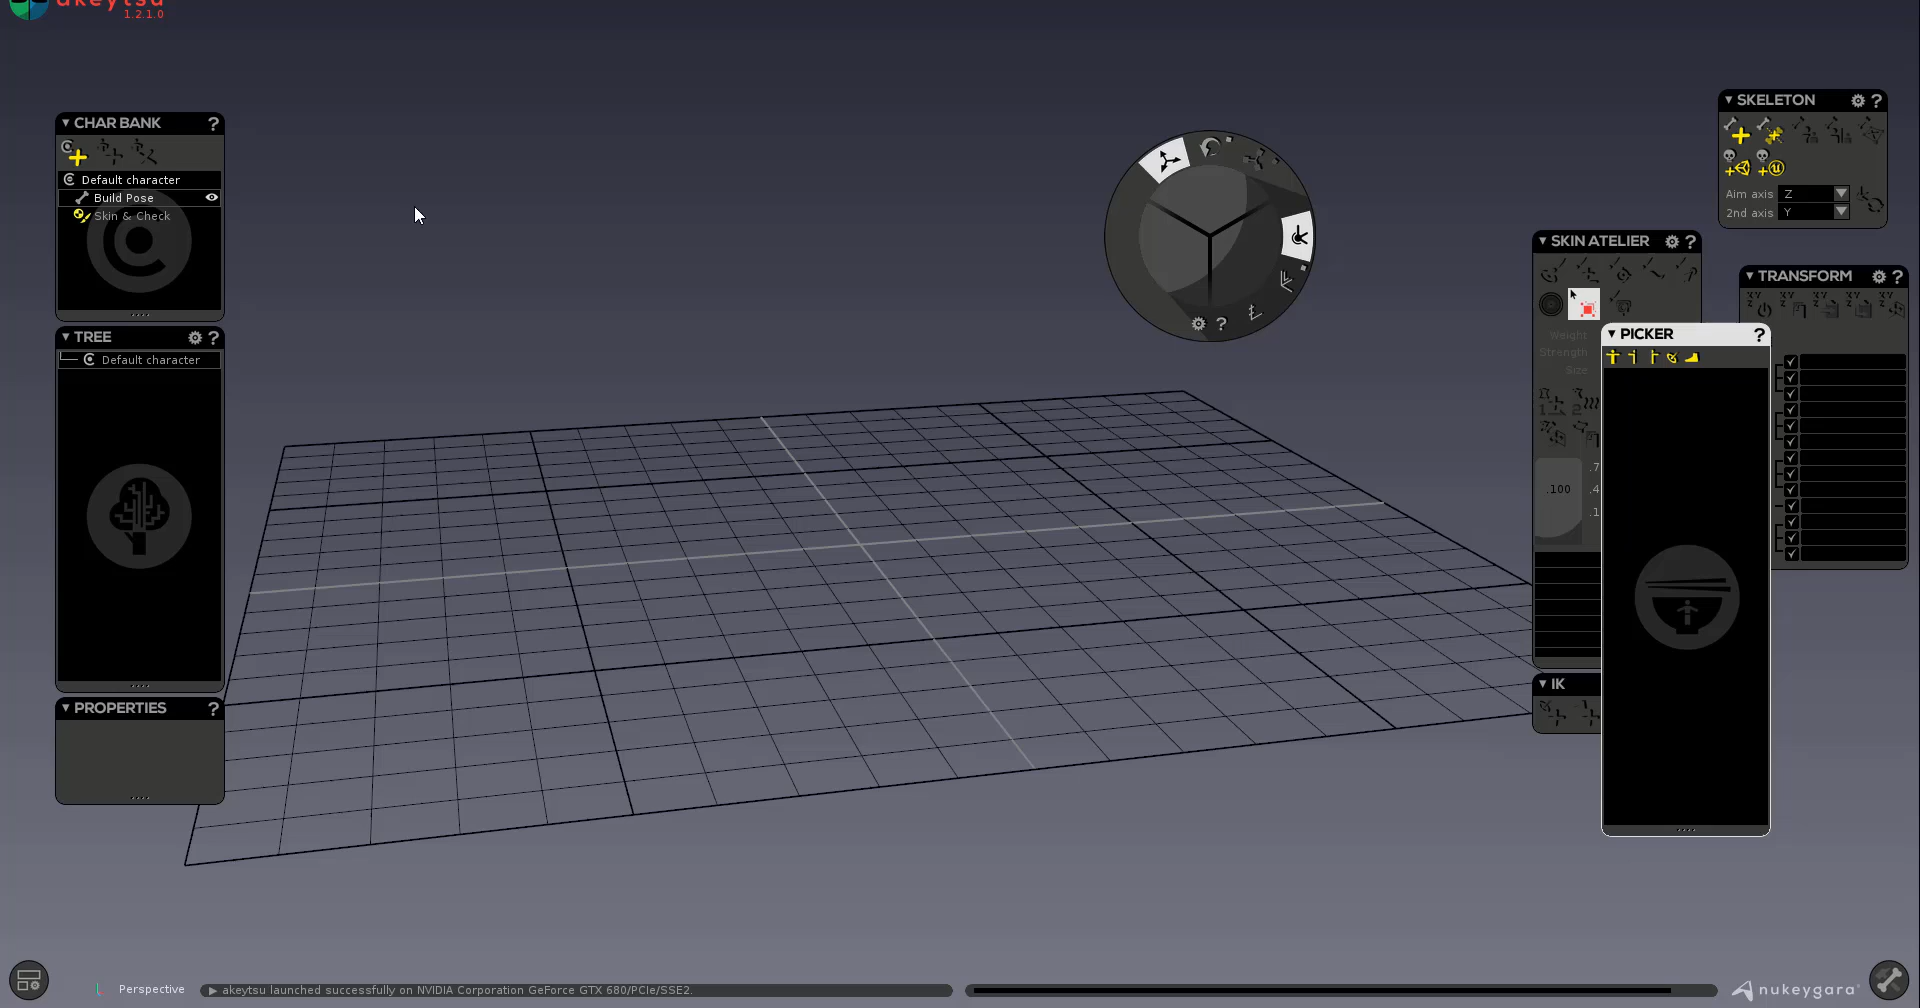 akeytsu
1.2.1.0
CHAR BANK ?
Default character
Build Pose
Skin & Check
TREE ?
Default character
PROPERTIES ?
?
SKELETON ?
Aim axis Z
2nd axis Y
SKIN ATELIER ?
Weight
Strength
Size
1 2
.7
.100 .4
.1
TRANSFORM ?
PICKER ?
IK
Perspective
akeytsu launched successfully on NVIDIA Corporation GeForce GTX 680/PCIe/SSE2.
nukeygara